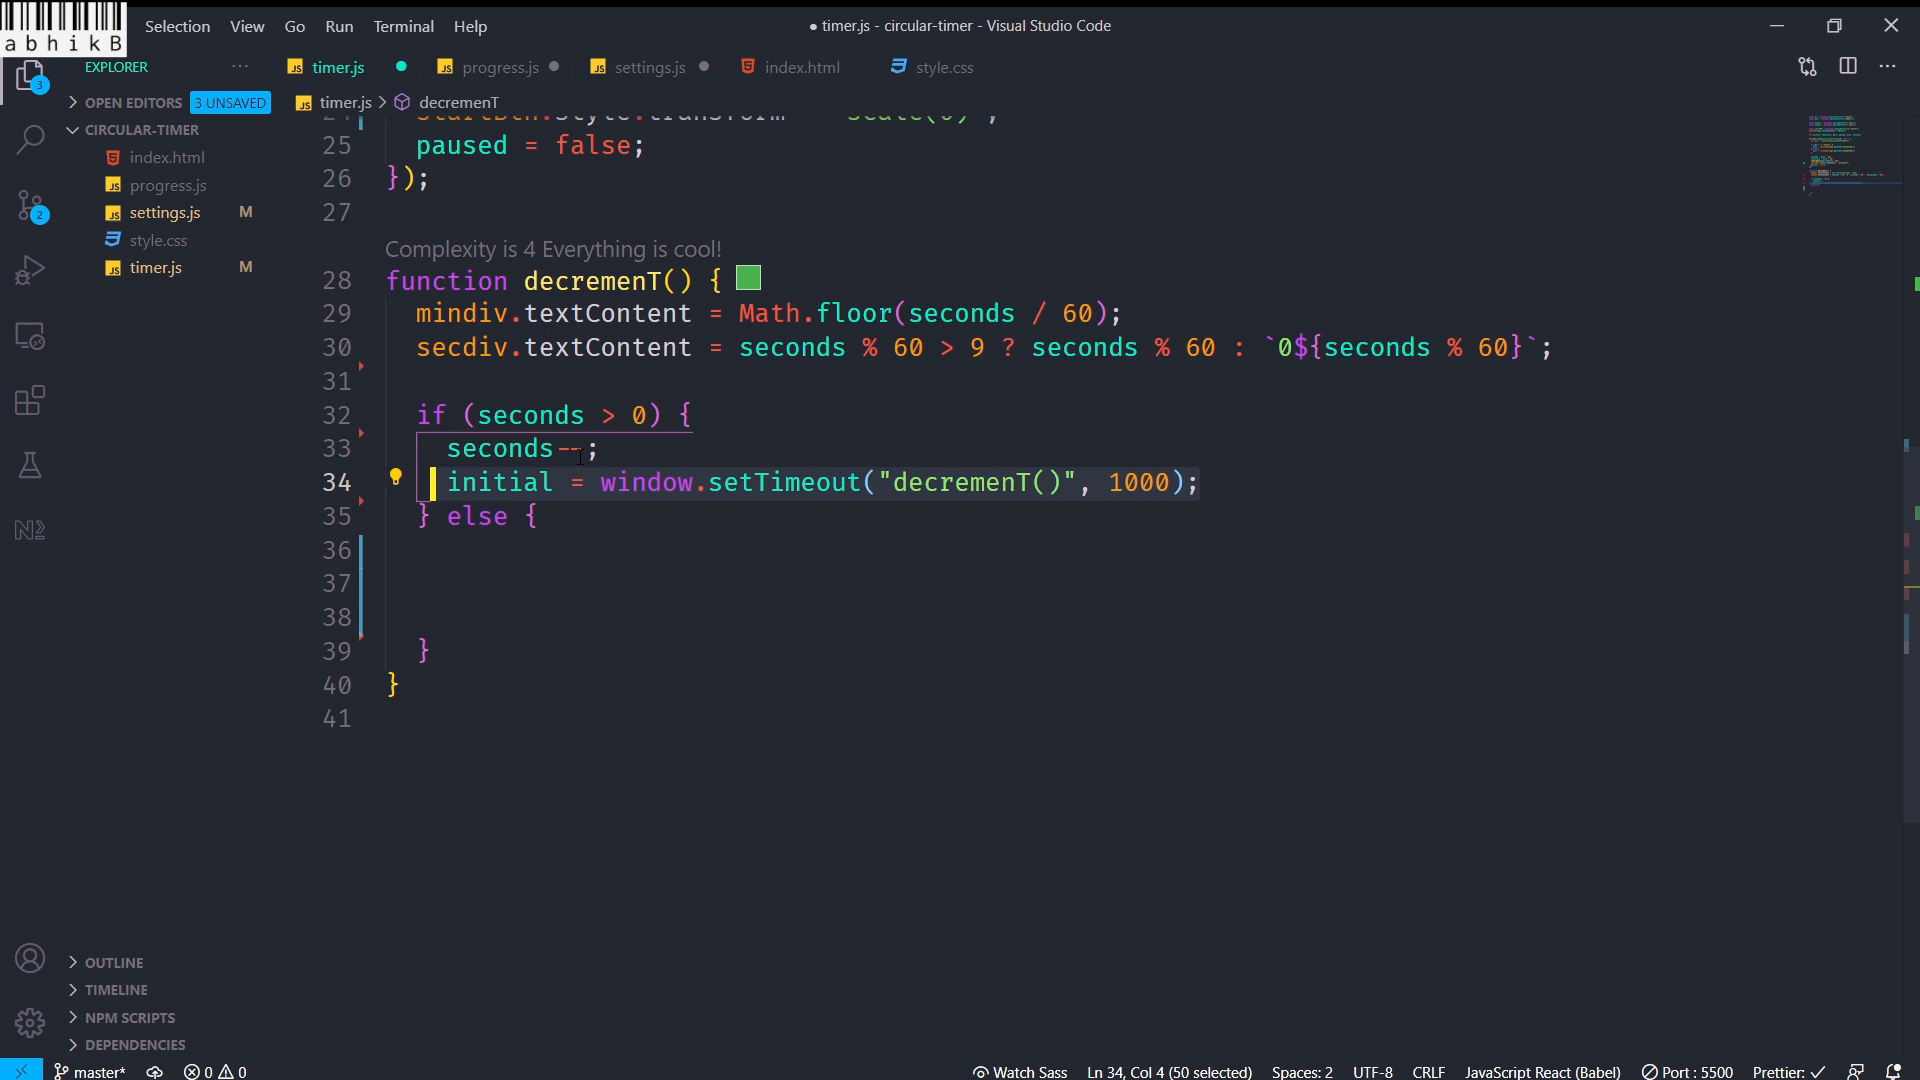 abhikB
Selection View Go Run Terminal Help
● timer.js - circular-timer - Visual Studio Code
EXPLORER
3
OPEN EDITORS 3 UNSAVED
CIRCULAR-TIMER
index.html
progress.js
settings.js M
style.css
timer.js M
2
OUTLINE
TIMELINE
NPM SCRIPTS
DEPENDENCIES
JS timer.js JS progress.js JS settings.js index.html style.css
JS timer.js > decremenT
25 paused = false;
26 });
27
Complexity is 4 Everything is cool!
28 function decremenT() {
29 mindiv.textContent = Math.floor(seconds / 60);
30 secdiv.textContent = seconds % 60 > 9 ? seconds % 60 : `0${seconds % 60}`;
31
32 if (seconds > 0) {
33 seconds--;
34 initial = window.setTimeout("decremenT()", 1000);
35 } else {
36
37
38
39 }
40 }
41
master* 0 0 Watch Sass Ln 34, Col 4 (50 selected) Spaces: 2 UTF-8 CRLF JavaScript React (Babel) Port : 5500 Prettier: ✓